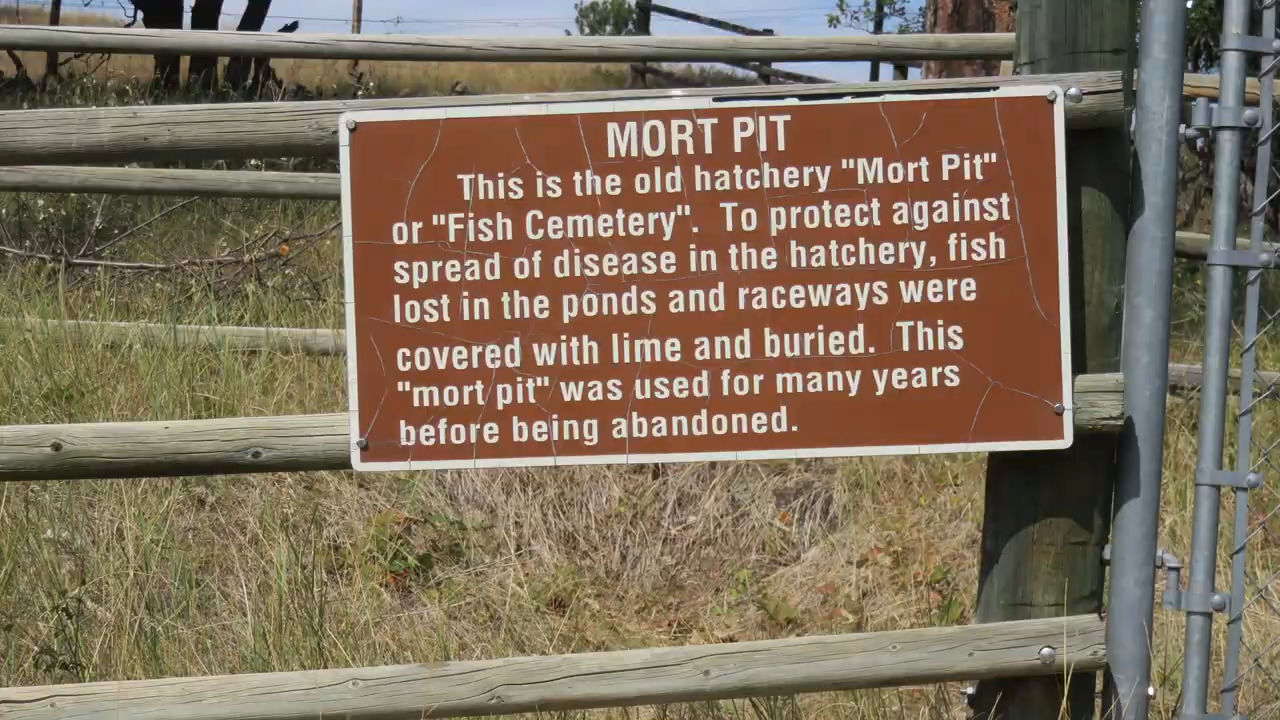 MORT PIT
This is the old hatchery "Mort Pit"
or "Fish Cemetery". To protect against
spread of disease in the hatchery, fish
lost in the ponds and raceways were
covered with lime and buried. This
"mort pit" was used for many years
before being abandoned.